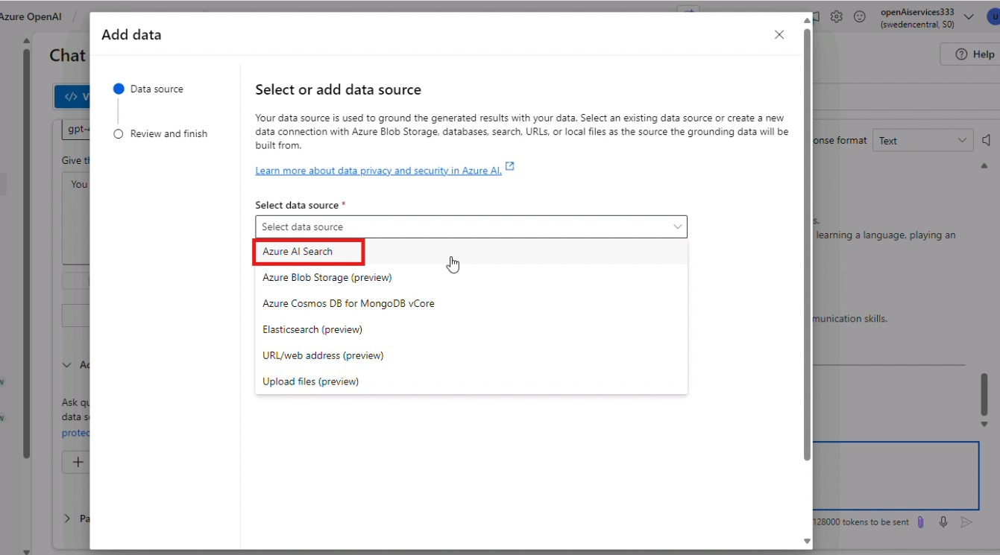 Azure OpenAI /
openAiservices333
(swedencentral, S0)
Add data
Chat
Help
Data source
Review and finish
Select or add data source
Your data source is used to ground the generated results with your data. Select an existing data source or create a new
data connection with Azure Blob Storage, databases, search, URLs, or local files as the source the grounding data will be
built from.
Learn more about data privacy and security in Azure AI.
Select data source *
Select data source
Azure AI Search
Azure Blob Storage (preview)
Azure Cosmos DB for MongoDB vCore
Elasticsearch (preview)
URL/web address (preview)
Upload files (preview)
</> V
gpt-4
Give th
You
Ad
Ask qu
data so
protec
Pa
onse format
Text
s.
learning a language, playing an
munication skills.
128000 tokens to be sent